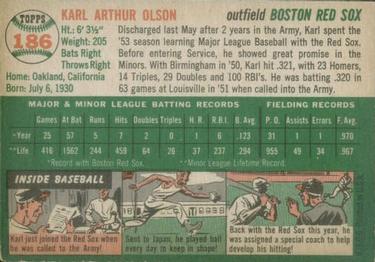 TOPPS
186
KARL ARTHUR OLSON
outfield BOSTON RED SOX
Ht.: 6' 3½"
Weight: 205
Bats Right
Throws Right
Home: Oakland, California
Born: July 6, 1930
Discharged last May after 2 years in the Army, Karl spent the
'53 season learning Major League Baseball with the Red Sox.
Before entering Service, he showed great promise in the
Minors. With Birmingham in '50, Karl hit .321, with 23 Homers,
14 Triples, 29 Doubles and 100 RBI's. He was batting .320
in 63 games at Louisville in '51 when called into the Army.
MAJOR & MINOR LEAGUE BATTING RECORDS
FIELDING RECORDS
Games At Bat Runs Hits Doubles Triples H. R. R.B.I. B. Avg. P. O. Assists Errors F. Avg.
*Year 25 57 5 7 2 0 1 6 .123 31 1 1 .970
**Life 416 1562 244 459 64 26 37 237 .294 955 49 34 .967
*Record with Boston Red Sox.
**Minor League Lifetime Record.
INSIDE BASEBALL
Karl just joined the Red Sox when
he was called into the Army.
Sent to Japan, he played ball
every day to keep in shape!
Back with the Red Sox this year, he
was assigned a special coach to help
develop his hitting!